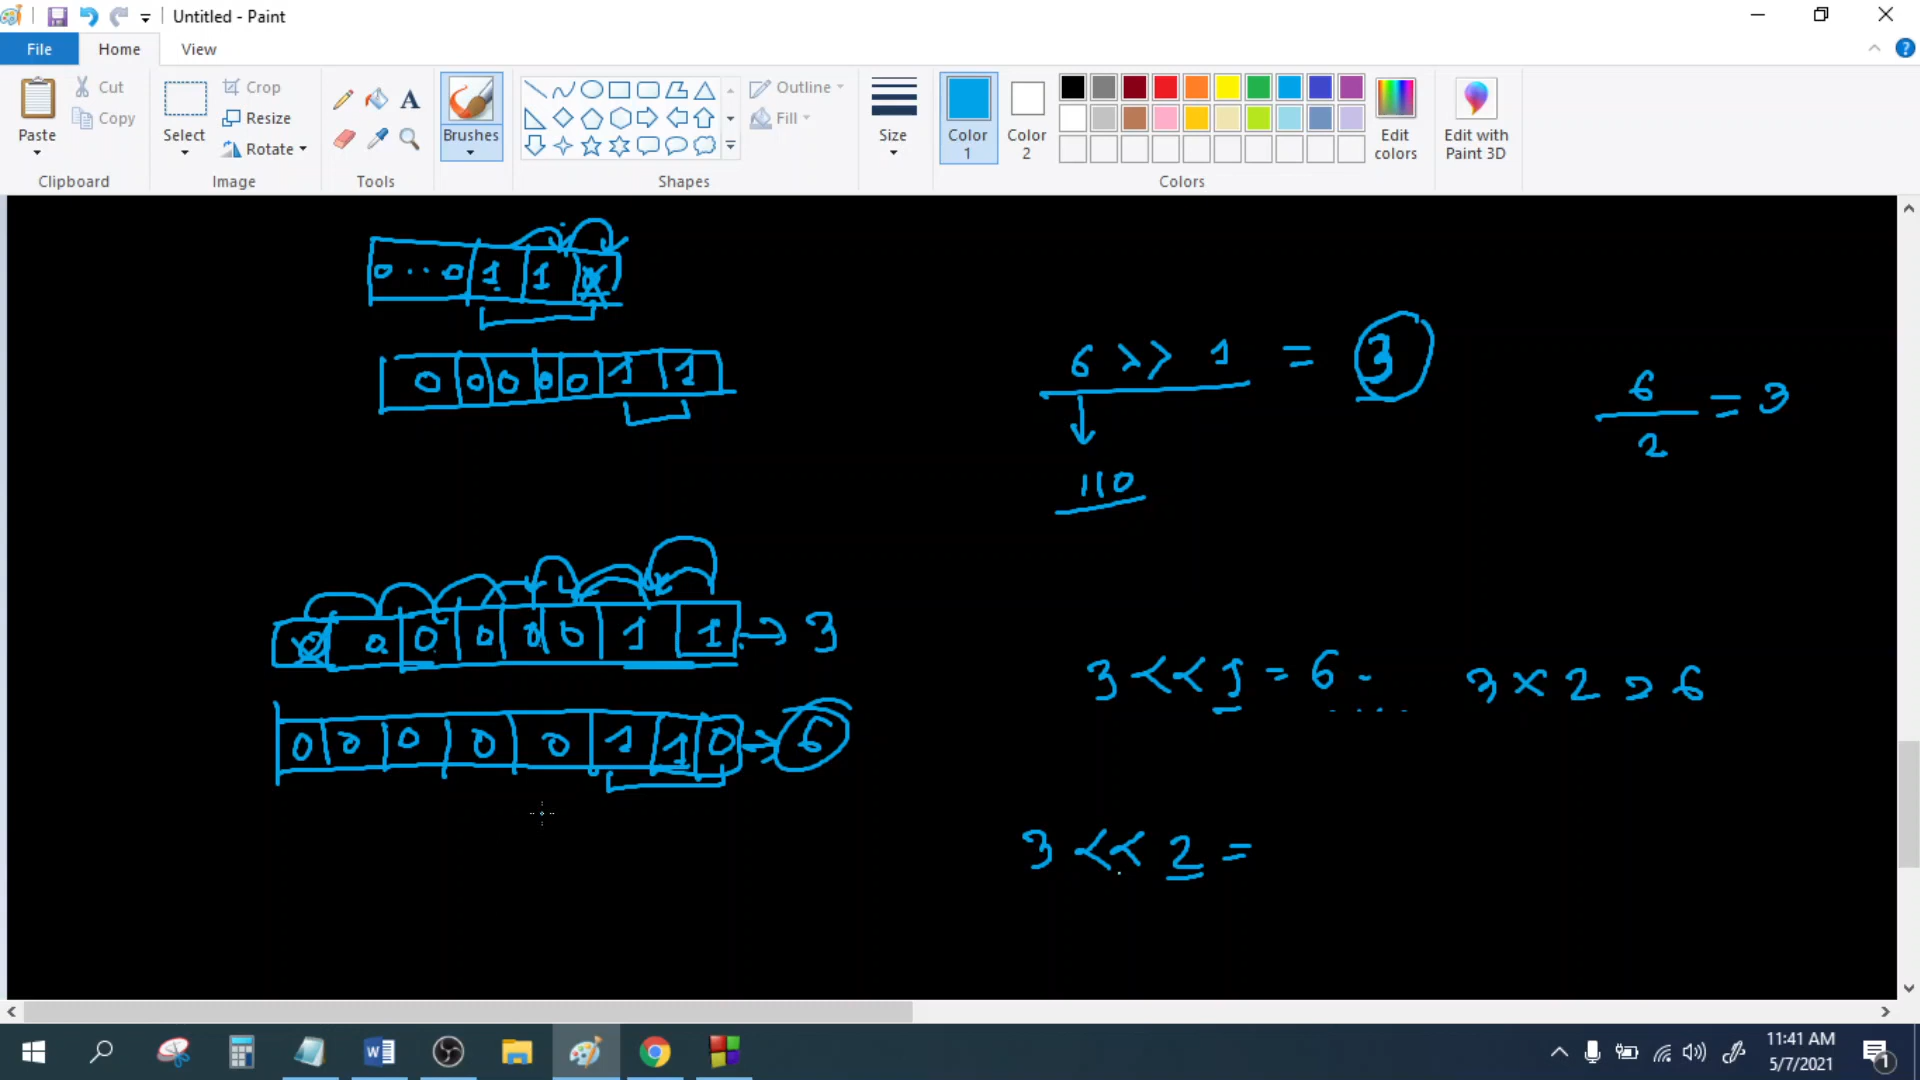 Untitled - Paint
File Home View
Paste
Cut
Copy
Clipboard
Select
Crop
Resize
Rotate
Image
Tools
Brushes
Shapes
Outline
Fill
Size
Color 1
Color 2
Edit colors
Edit with Paint 3D
Colors
0 .. 0 1 1
0 0 0 0 0 1 1
6 >> 1 = 3
110
6
2 = 3
0 0 0 0 0 0 1 1 → 3
3 << 1 = 6
3 × 2 = 6
0 0 0 0 0 1 1 0 → 6
3 << 2 =
11:41 AM
5/7/2021
1